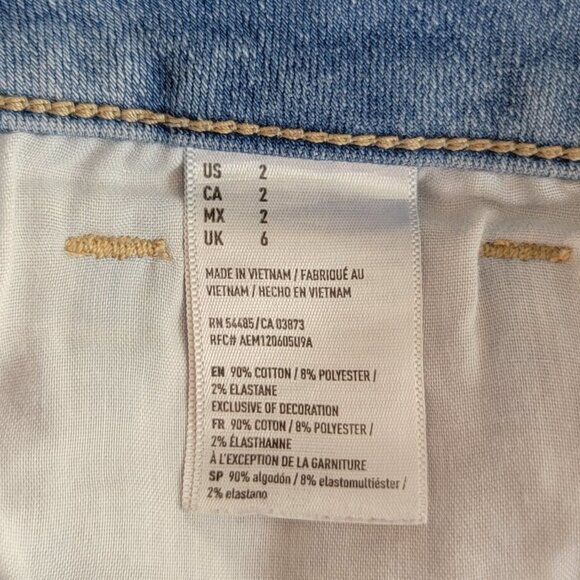 US 2
CA 2
MX 2
UK 6
MADE IN VIETNAM / FABRIQUÉ AU
VIETNAM / HECHO EN VIETNAM
RN 54485/CA 03873
RFC# AEM120605U9A
EN 90% COTTON / 8% POLYESTER /
2% ELASTANE
EXCLUSIVE OF DECORATION
FR 90% COTON / 8% POLYESTER /
2% ÉLASTHANNE
À L'EXCEPTION DE LA GARNITURE
SP 90% algodón / 8% elastomultiéster /
2% elastano